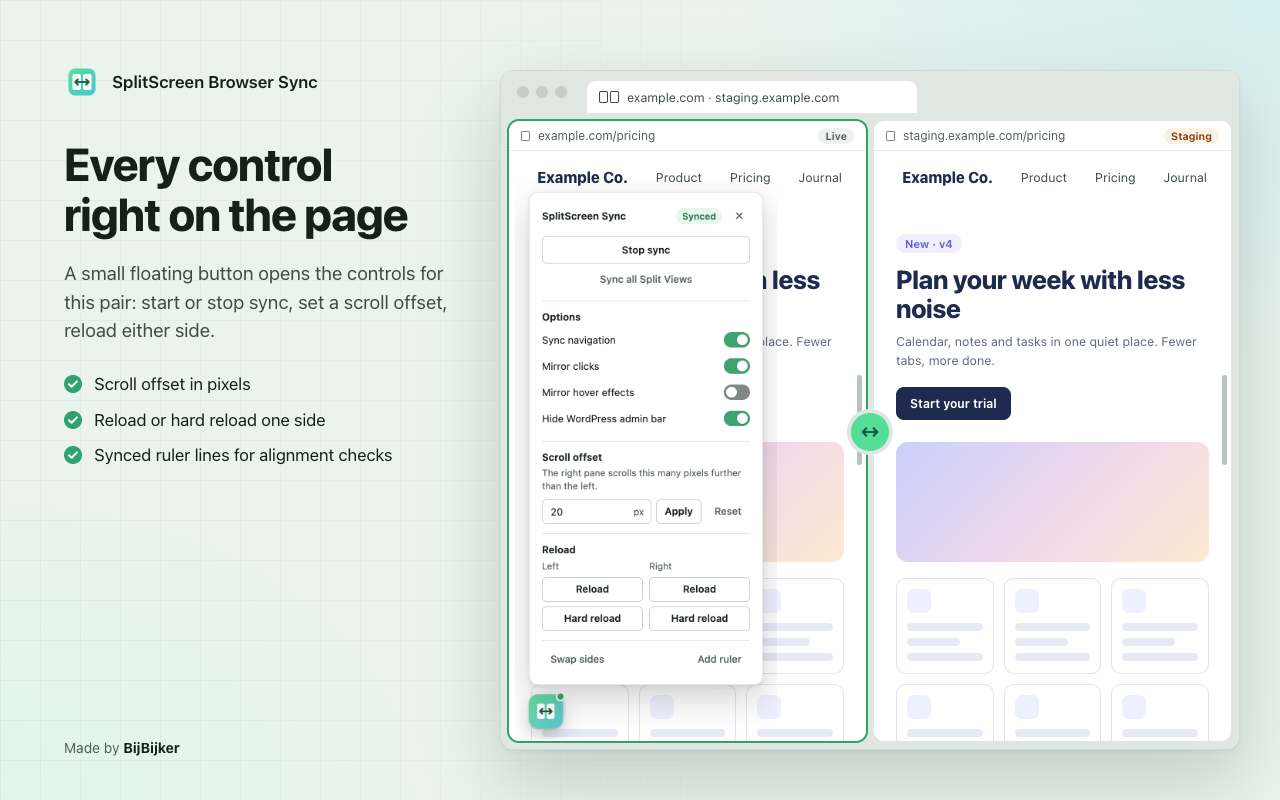 SplitScreen Browser Sync
Every control
right on the page
A small floating button opens the controls for
this pair: start or stop sync, set a scroll offset,
reload either side.
Scroll offset in pixels
Reload or hard reload one side
Synced ruler lines for alignment checks
Made by BijBijker
example.com · staging.example.com
example.com/pricing
Live
Example Co.
Product
Pricing
Journal
SplitScreen Sync
Synced
Stop sync
Sync all Split Views
Options
Sync navigation
Mirror clicks
Mirror hover effects
Hide WordPress admin bar
Scroll offset
The right pane scrolls this many pixels further
than the left.
20 px
Apply
Reset
Reload
Left
Right
Reload
Reload
Hard reload
Hard reload
Swap sides
Add ruler
less
Fewer
staging.example.com/pricing
Staging
Example Co.
Product
Pricing
Journal
New · v4
Plan your week with less
noise
Calendar, notes and tasks in one quiet place. Fewer
tabs, more done.
Start your trial